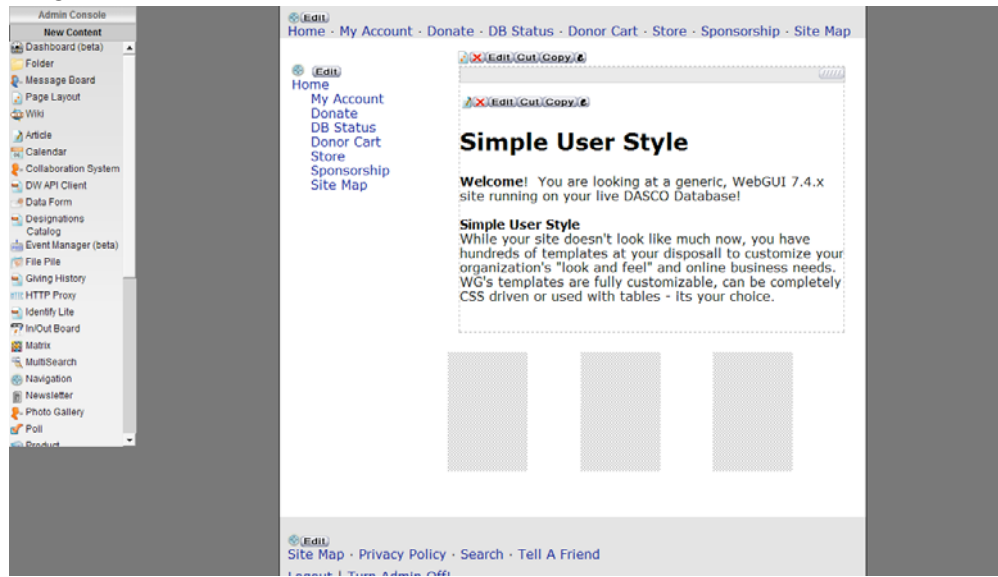 Admin Console
New Content
Dashboard (beta)
Folder
Message Board
Page Layout
Wiki
Article
Calendar
Collaboration System
DW API Client
Data Form
Designations
Catalog
Event Manager (beta)
File Pile
Giving History
HTTP Proxy
Identify Lite
In/Out Board
Matrix
MultiSearch
Navigation
Newsletter
Photo Gallery
Poll
Product
Edit
Home · My Account · Donate · DB Status · Donor Cart · Store · Sponsorship · Site Map
Edit
Home
My Account
Donate
DB Status
Donor Cart
Store
Sponsorship
Site Map
Edit Cut Copy
Edit Cut Copy
Simple User Style
Welcome! You are looking at a generic, WebGUI 7.4.x
site running on your live DASCO Database!
Simple User Style
While your site doesn't look like much now, you have
hundreds of templates at your disposall to customize your
organization's "look and feel" and online business needs.
WG's templates are fully customizable, can be completely
CSS driven or used with tables - its your choice.
Edit
Site Map · Privacy Policy · Search · Tell A Friend
Logout | Turn Admin Off!